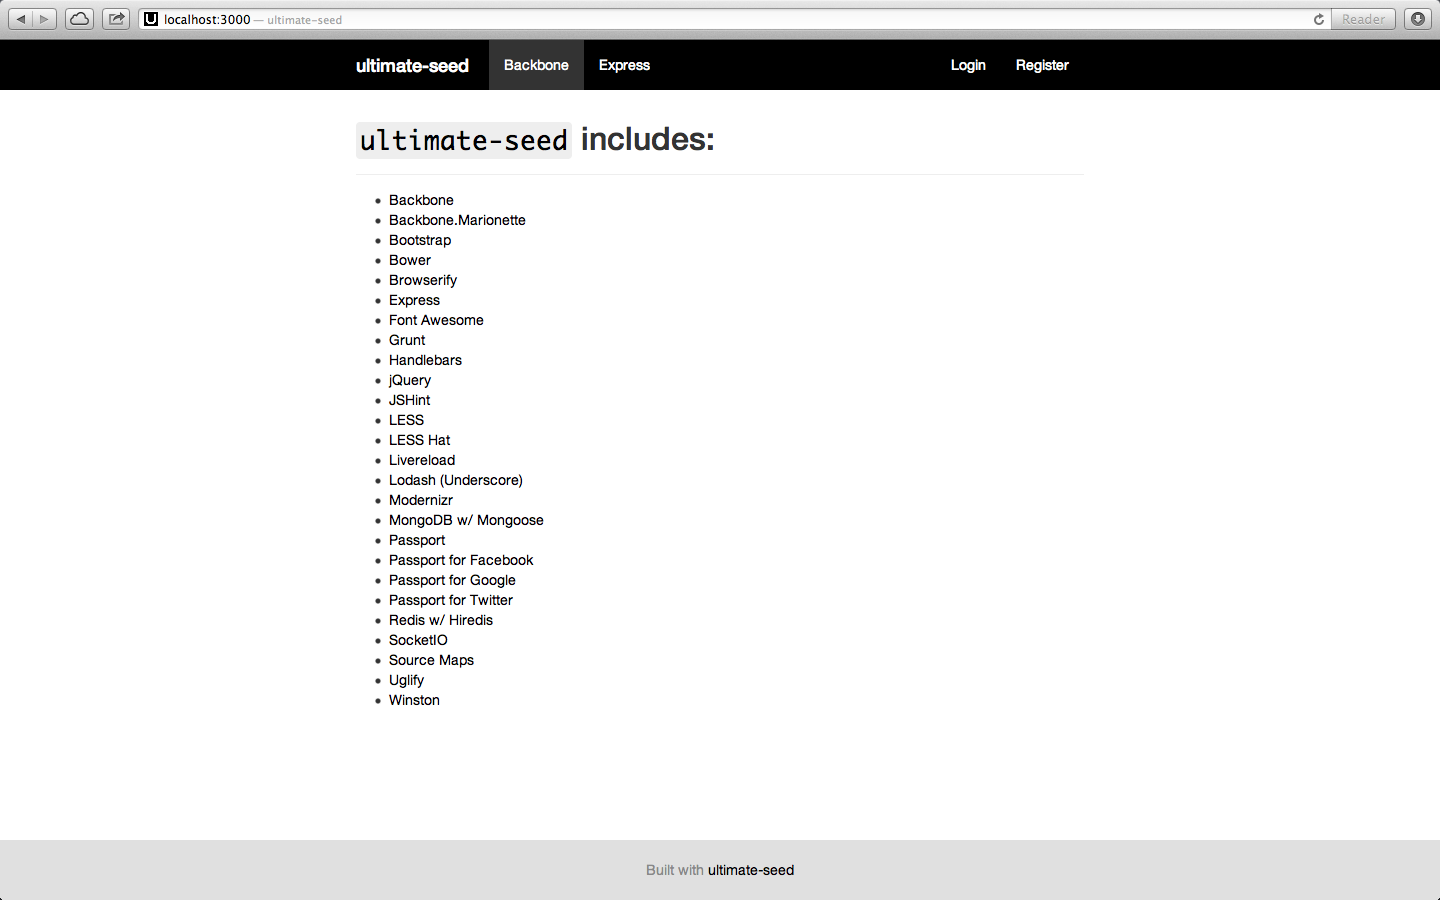 localhost:3000 — ultimate-seed
Reader
ultimate-seed Backbone Express Login Register
ultimate-seed includes:
Backbone
Backbone.Marionette
Bootstrap
Bower
Browserify
Express
Font Awesome
Grunt
Handlebars
jQuery
JSHint
LESS
LESS Hat
Livereload
Lodash (Underscore)
Modernizr
MongoDB w/ Mongoose
Passport
Passport for Facebook
Passport for Google
Passport for Twitter
Redis w/ Hiredis
SocketIO
Source Maps
Uglify
Winston
Built with ultimate-seed